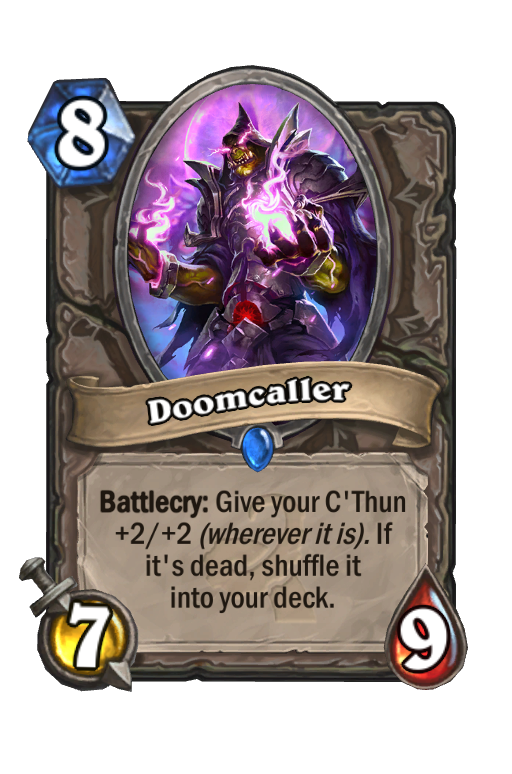 8
Doomcaller
Battlecry: Give your C'Thun
+2/+2 (wherever it is). If
it's dead, shuffle it
into your deck.
7
9